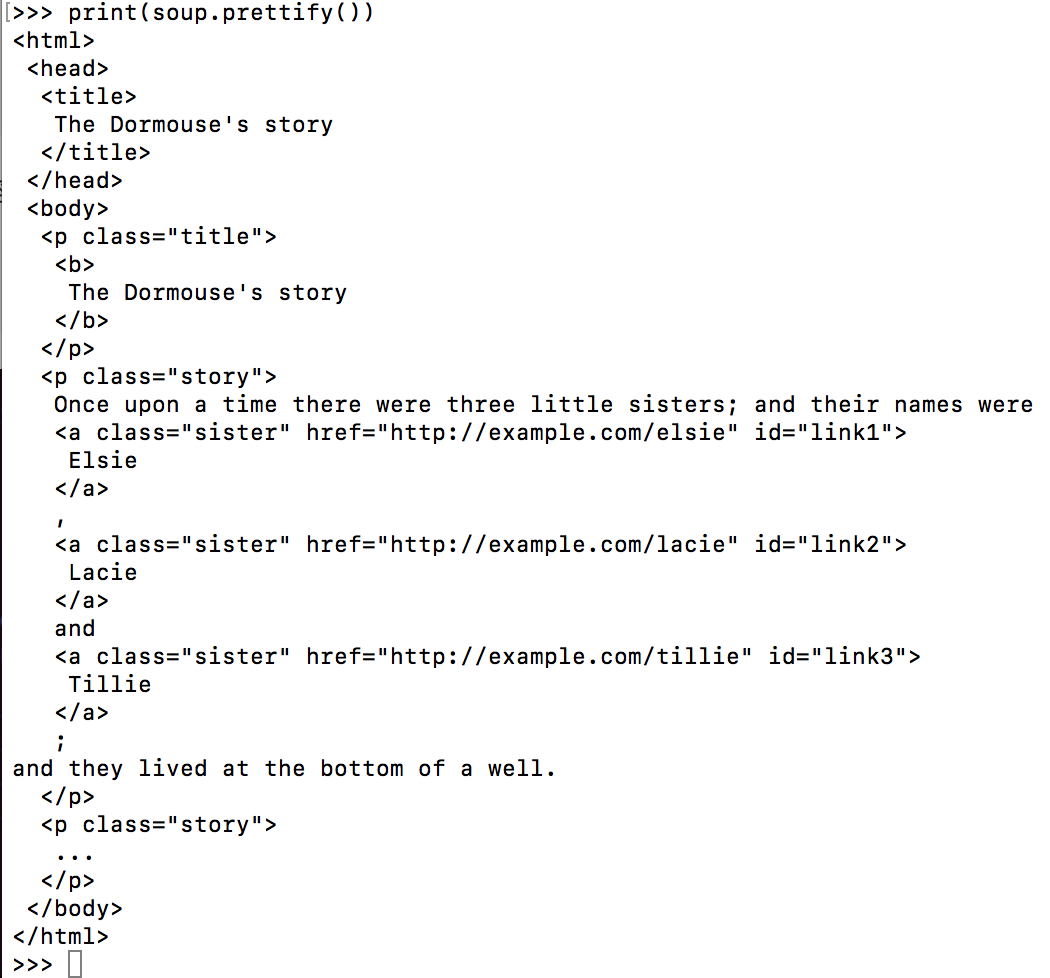 >>> print(soup.prettify())
<html>
 <head>
  <title>
   The Dormouse's story
  </title>
 </head>
 <body>
  <p class="title">
   <b>
    The Dormouse's story
   </b>
  </p>
  <p class="story">
   Once upon a time there were three little sisters; and their names were
   <a class="sister" href="http://example.com/elsie" id="link1">
    Elsie
   </a>
   ,
   <a class="sister" href="http://example.com/lacie" id="link2">
    Lacie
   </a>
   and
   <a class="sister" href="http://example.com/tillie" id="link3">
    Tillie
   </a>
   ;
and they lived at the bottom of a well.
  </p>
  <p class="story">
   ...
  </p>
 </body>
</html>
>>>